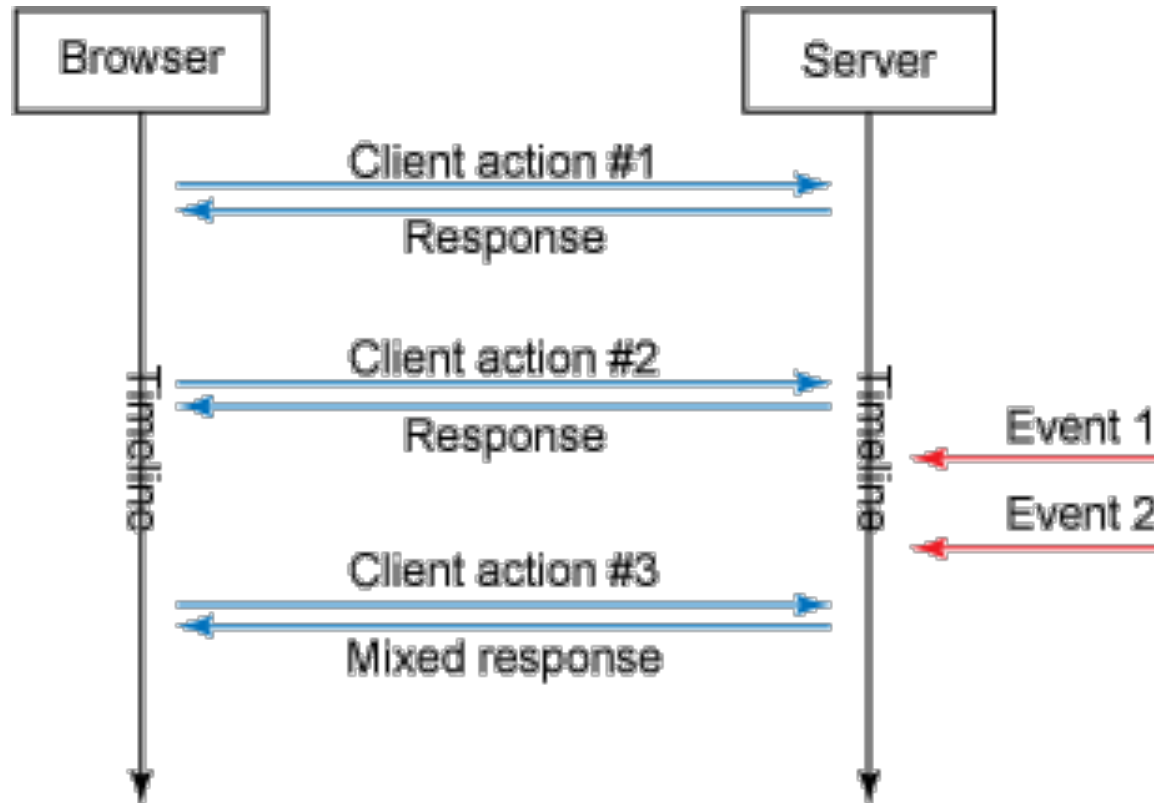 Browser
Server
Client action #1
Response
Client action #2
Response
Timeline
Timeline
Event 1
Event 2
Client action #3
Mixed response